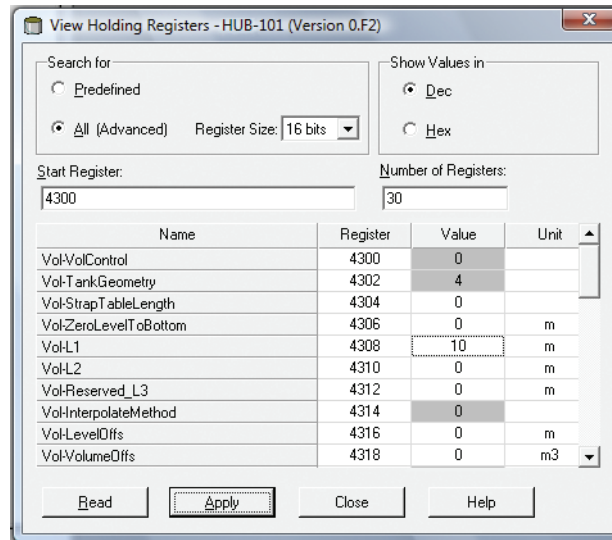 View Holding Registers - HUB-101 (Version 0.F2)
Search for
Show Values in
Predefined
Dec
All (Advanced) Register Size: 16 bits
Hex
Start Register:
Number of Registers:
4300
30
Name Register Value Unit
Vol-VolControl 4300 0
Vol-TankGeometry 4302 4
Vol-StrapTableLength 4304 0
Vol-ZeroLevelToBottom 4306 0 m
Vol-L1 4308 10 m
Vol-L2 4310 0 m
Vol-Reserved_L3 4312 0 m
Vol-InterpolateMethod 4314 0
Vol-LevelOffs 4316 0 m
Vol-VolumeOffs 4318 0 m3
Read Apply Close Help